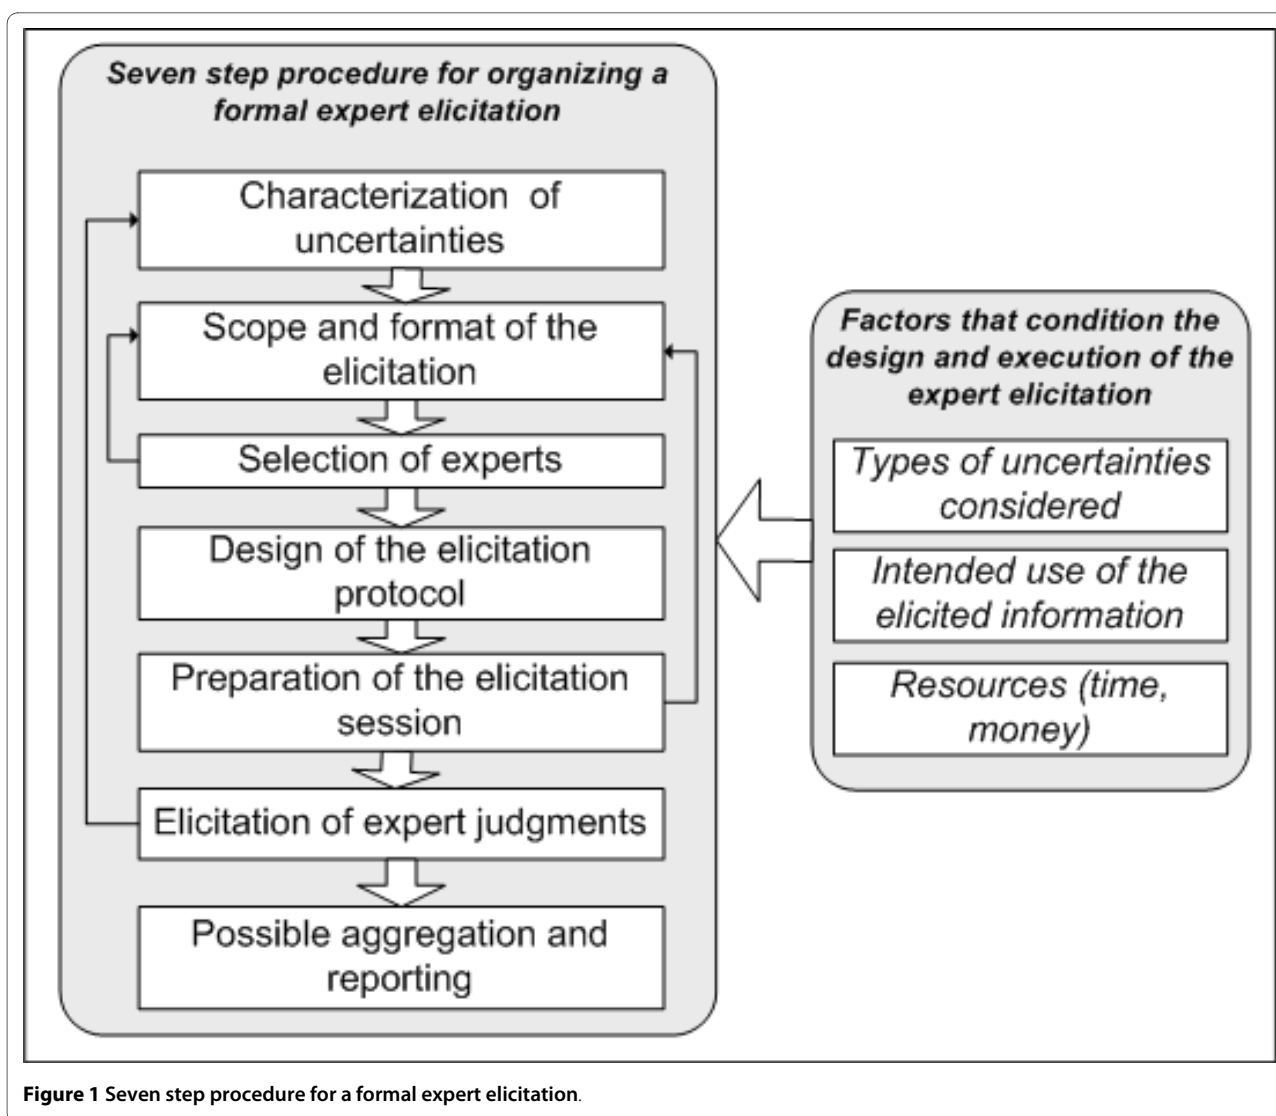 Seven step procedure for organizing a
formal expert elicitation
Characterization of
uncertainties
Scope and format of the
elicitation
Selection of experts
Design of the elicitation
protocol
Preparation of the elicitation
session
Elicitation of expert judgments
Possible aggregation and
reporting
Factors that condition the
design and execution of the
expert elicitation
Types of uncertainties
considered
Intended use of the
elicited information
Resources (time,
money)
Figure 1 Seven step procedure for a formal expert elicitation.